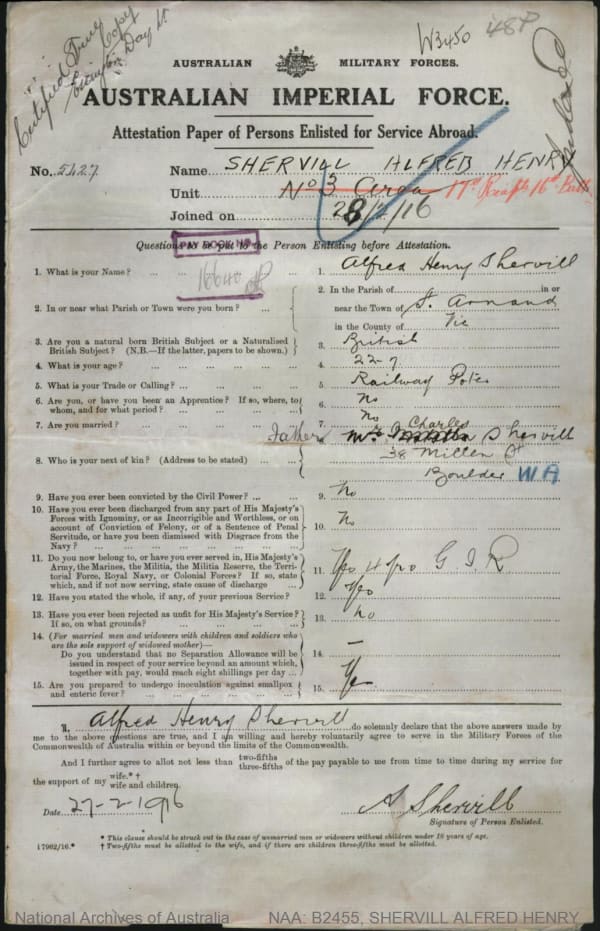 Certified True Copy
W3450
AUSTRALIAN MILITARY FORCES.
AUSTRALIAN IMPERIAL FORCE.
Attestation Paper of Persons Enlisted for Service Abroad.
No. 5427 Name SHERVILL ALFRED HENRY
Unit No 3
Joined on 28/2/16
Questions to be put to the Person Enlisting before Attestation.
PAY BOOK No
16640
1. What is your Name? ... 1. Alfred Henry Shervill
2. In or near what Parish or Town were you born? ... 2. In the Parish of ... in or
near the Town of St. Arnaud
in the County of Vic
3. Are you a natural born British Subject or a Naturalised
British Subject? (N.B.—If the latter, papers to be shown.) 3. British
4. What is your age? ... 4. 22-7
5. What is your Trade or Calling? ... 5. Railway Porter
6. Are you, or have you been an Apprentice? If so, where, to
whom, and for what period? ... 6. No
7. Are you married? ... 7. No
Father Charles
8. Who is your next of kin? (Address to be stated) ... 8. Mr Shervill
38 Millen St
Boulder W A
9. Have you ever been convicted by the Civil Power? ... 9. No
10. Have you ever been discharged from any part of His Majesty's
Forces with Ignominy, or as Incorrigible and Worthless, or on
account of Conviction of Felony, or of a Sentence of Penal
Servitude, or have you been dismissed with Disgrace from the
Navy? ... 10. No
11. Do you now belong to, or have you ever served in, His Majesty's
Army, the Marines, the Militia, the Militia Reserve, the Terri-
torial Force, Royal Navy, or Colonial Forces? If so, state
which, and if not now serving, state cause of discharge ... 11. Yes 4 G I R
12. Have you stated the whole, if any, of your previous Service? 12. Yes
13. Have you ever been rejected as unfit for His Majesty's Service?
If so, on what grounds? ... 13. No
14. (For married men and widowers with children and soldiers who
are the sole support of widowed mother)—
Do you understand that no Separation Allowance will be
issued in respect of your service beyond an amount which,
together with pay, would reach eight shillings per day ... 14. —
15. Are you prepared to undergo inoculation against smallpox
and enteric fever? ... 15. Yes
I, Alfred Henry Shervill do solemnly declare that the above answers made by
me to the above questions are true, and I am willing and hereby voluntarily agree to serve in the Military Forces of the
Commonwealth of Australia within or beyond the limits of the Commonwealth.
And I further agree to allot not less than two-fifths three-fifths of the pay payable to me from time to time during my service for
the support of my wife.*† wife and children.
Date 27-2-1916 A Shervill
Signature of Person Enlisted.
* This clause should be struck out in the case of unmarried men or widowers without children under 18 years of age.
17962/16.* † Two-fifths must be allotted to the wife, and if there are children three-fifths must be allotted.
National Archives of Australia NAA: B2455, SHERVILL ALFRED HENRY